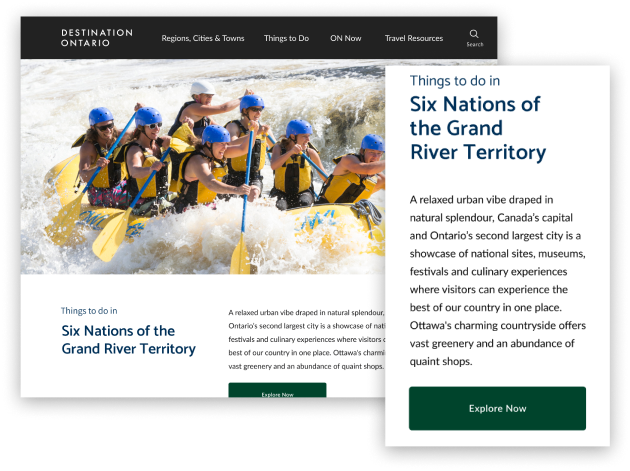 DESTINATION
ONTARIO
Regions, Cities & Towns
Things to Do
ON Now
Travel Resources
Search
Things to do in
Six Nations of the
Grand River Territory
A relaxed urban vibe draped in natural splendour,
Ontario's second largest city is a showcase of nati
festivals and culinary experiences where visitors c
best of our country in one place. Ottawa's charmi
vast greenery and an abundance of quaint shops.
Explore Now
Things to do in
Six Nations of
the Grand
River Territory
A relaxed urban vibe draped in
natural splendour, Canada's capital
and Ontario's second largest city is a
showcase of national sites, museums,
festivals and culinary experiences
where visitors can experience the
best of our country in one place.
Ottawa's charming countryside offers
vast greenery and an abundance of
quaint shops.
Explore Now